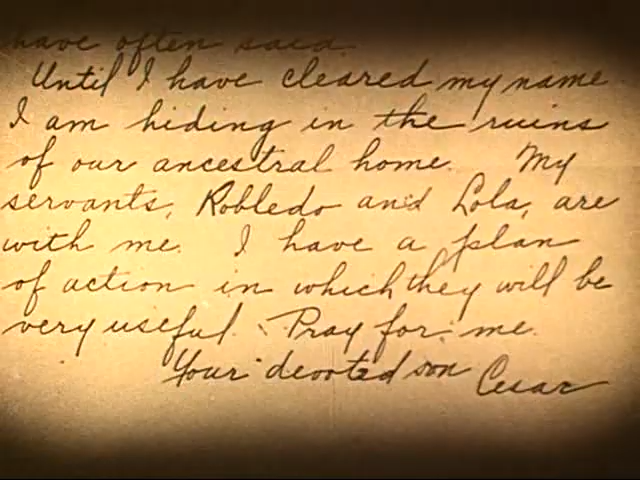 have often said.
Until I have cleared my name
I am hiding in the ruins
of our ancestral home. My
servants, Robledo and Lola, are
with me. I have a plan
of action in which they will be
very useful. Pray for me.
Your devoted son Cesar